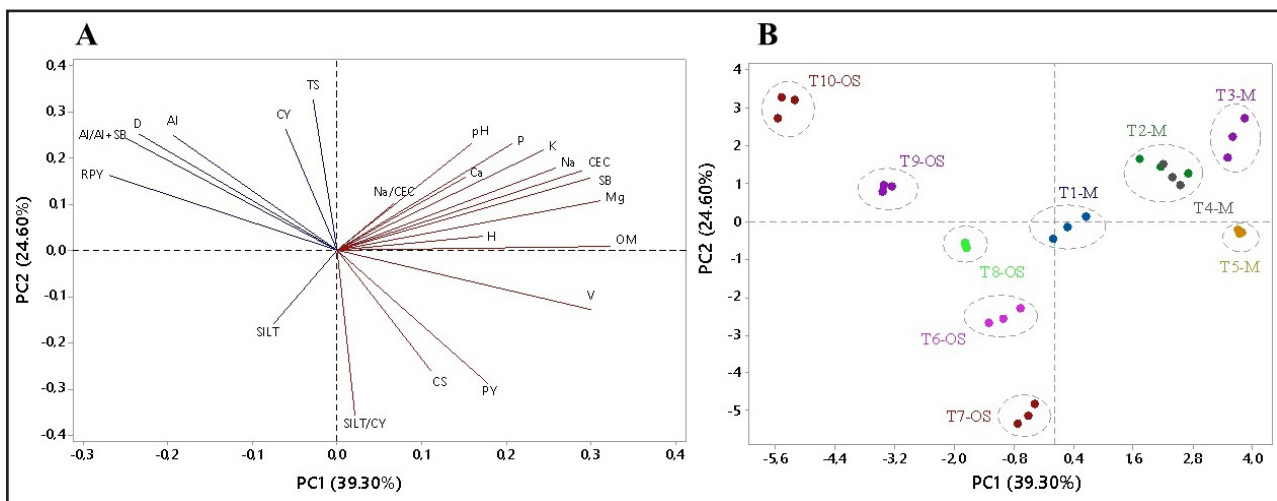 A
B
0,4
0,3
0,2
0,1
0,0
-0,1
-0,2
-0,3
-0,4
PC2 (24.60%)
TS
CY
Al
D
Al/Al+SB
RPY
pH
P
K
Na
CEC
Ca
SB
Na/CEC
Mg
H
OM
V
SILT
CS
PY
SILT/CY
-0,3
-0,2
-0,1
0,0
0,1
0,2
0,3
0,4
PC1 (39.30%)
4
3
2
1
0
-1
-2
-3
-4
-5
PC2 (24.60%)
T10-OS
T3-M
T2-M
T9-OS
T1-M
T4-M
T5-M
T8-OS
T6-OS
T7-OS
-5,6
-4,4
-3,2
-2,0
-0,8
0,4
1,6
2,8
4,0
PC1 (39.30%)